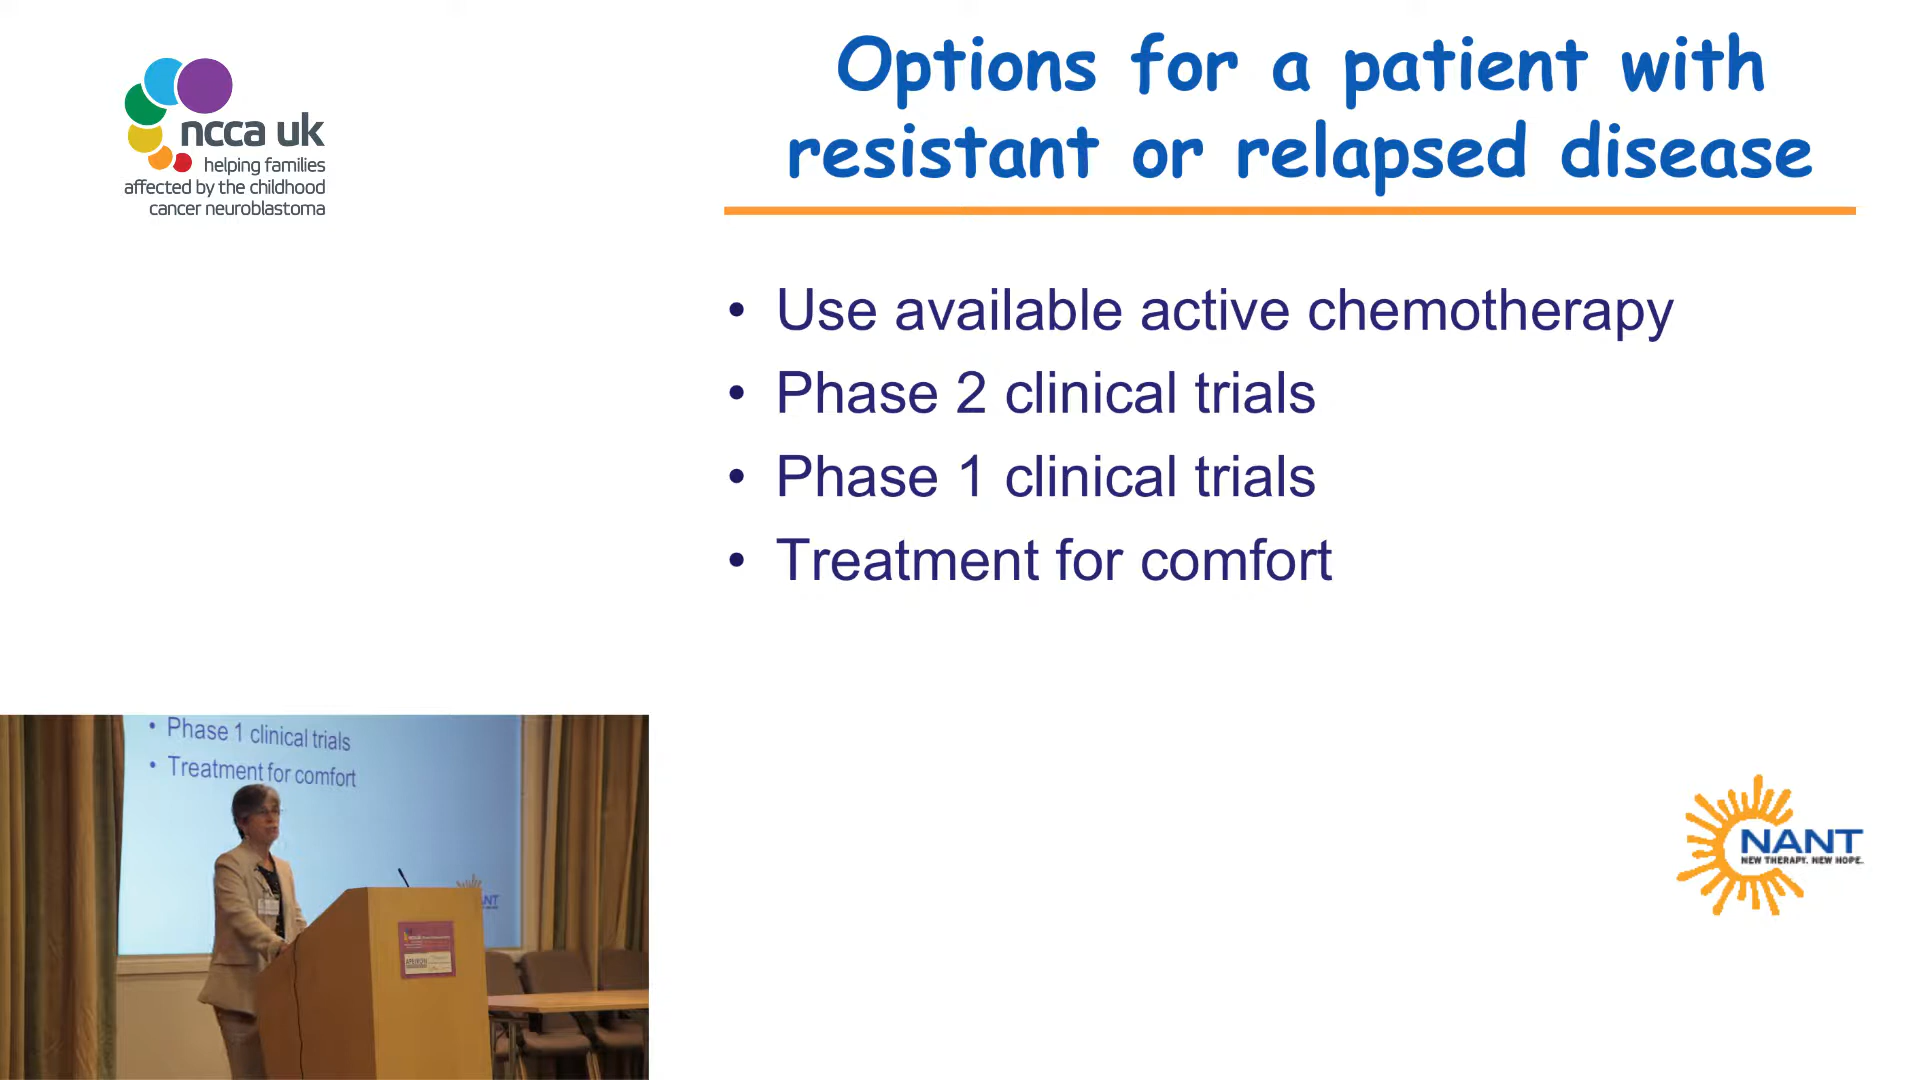 ncca uk
helping families
affected by the childhood
cancer neuroblastoma
Options for a patient with
resistant or relapsed disease
• Use available active chemotherapy
• Phase 2 clinical trials
• Phase 1 clinical trials
• Treatment for comfort
• Phase 1 clinical trials
• Treatment for comfort
NANT
NANT
NEW THERAPY. NEW HOPE.